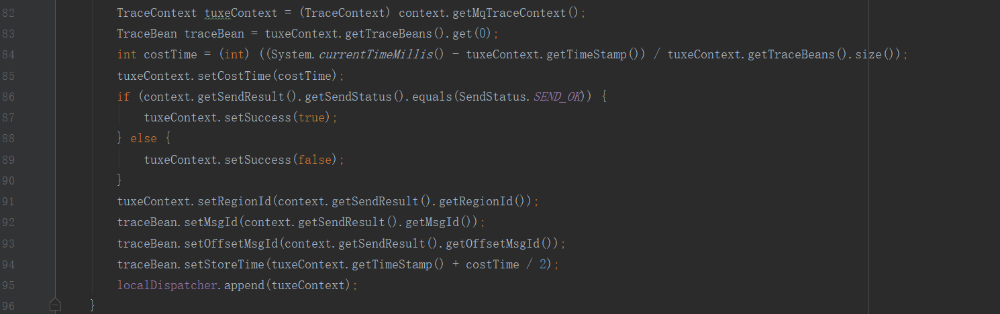 82 TraceContext tuxeContext = (TraceContext) context.getMqTraceContext();
83 TraceBean traceBean = tuxeContext.getTraceBeans().get(0);
84 int costTime = (int) ((System.currentTimeMillis() - tuxeContext.getTimeStamp()) / tuxeContext.getTraceBeans().size());
85 tuxeContext.setCostTime(costTime);
86 if (context.getSendResult().getSendStatus().equals(SendStatus.SEND_OK)) {
87 tuxeContext.setSuccess(true);
88 } else {
89 tuxeContext.setSuccess(false);
90 }
91 tuxeContext.setRegionId(context.getSendResult().getRegionId());
92 traceBean.setMsgId(context.getSendResult().getMsgId());
93 traceBean.setOffsetMsgId(context.getSendResult().getOffsetMsgId());
94 traceBean.setStoreTime(tuxeContext.getTimeStamp() + costTime / 2);
95 localDispatcher.append(tuxeContext);
96 }